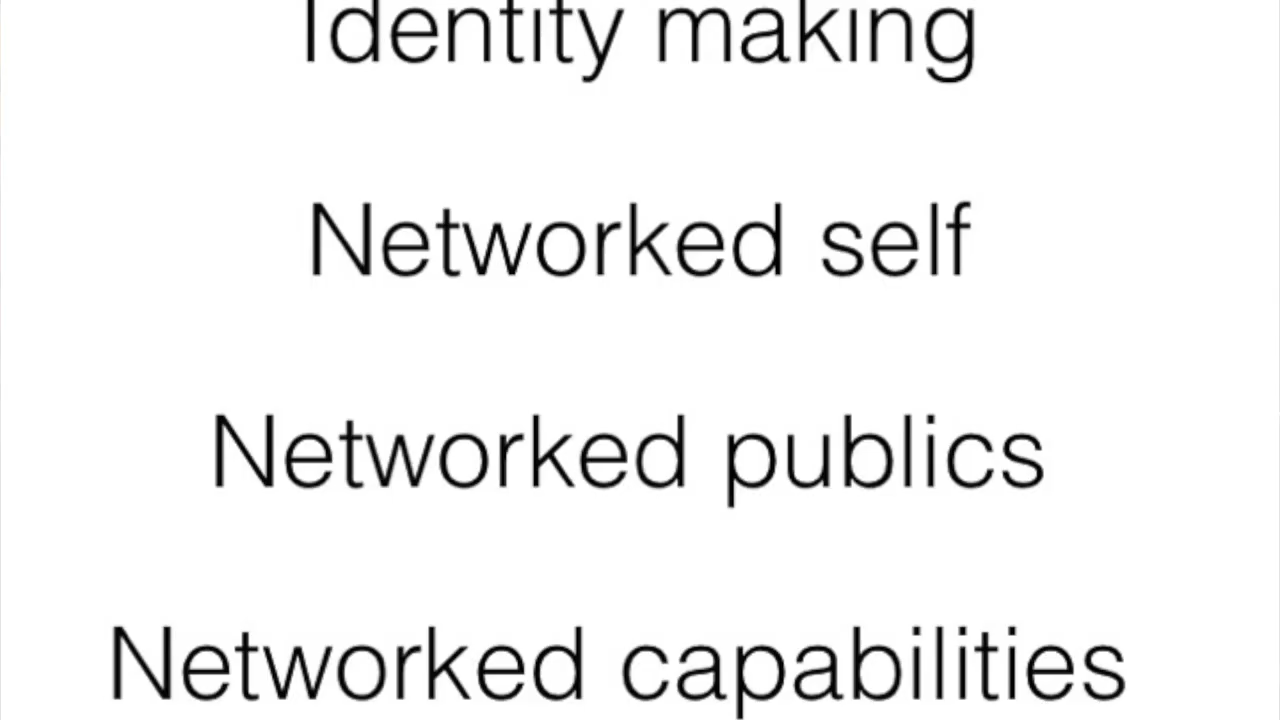 Identity making
Networked self
Networked publics
Networked capabilities